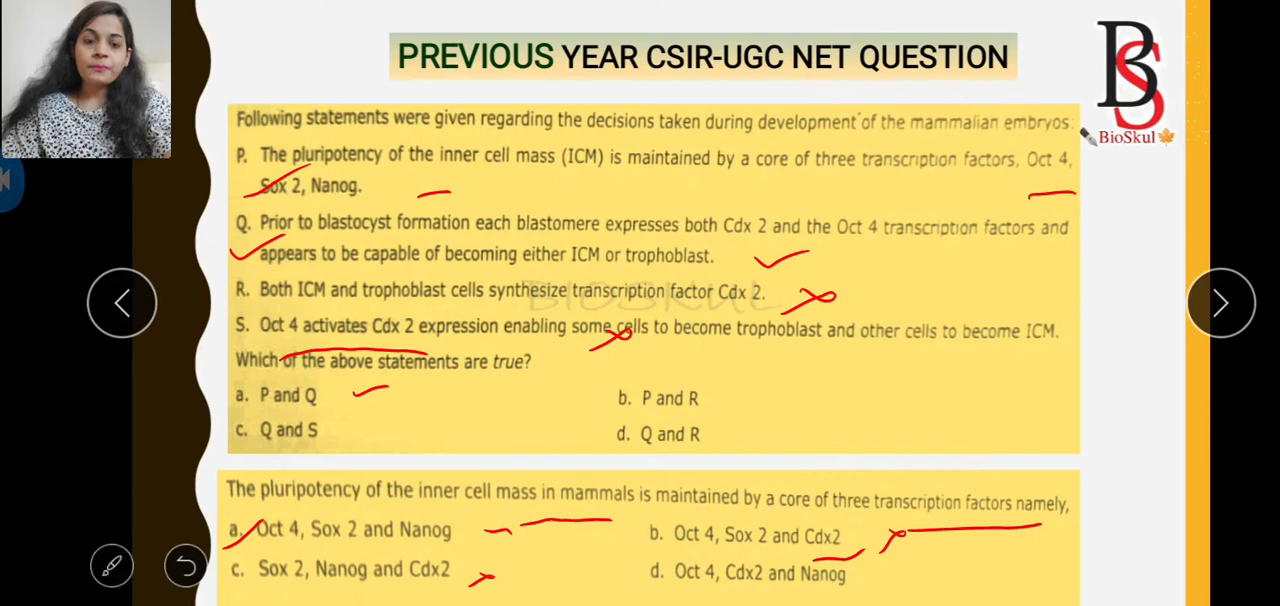 PREVIOUS YEAR CSIR-UGC NET QUESTION
BS
BioSkul
Following statements were given regarding the decisions taken during development of the mammalian embryos:
P. The pluripotency of the inner cell mass (ICM) is maintained by a core of three transcription factors, Oct 4,
Sox 2, Nanog.
Q. Prior to blastocyst formation each blastomere expresses both Cdx 2 and the Oct 4 transcription factors and
appears to be capable of becoming either ICM or trophoblast.
R. Both ICM and trophoblast cells synthesize transcription factor Cdx 2.
BIOSKUL
S. Oct 4 activates Cdx 2 expression enabling some cells to become trophoblast and other cells to become ICM.
Which of the above statements are true?
a. P and Q
b. P and R
c. Q and S
d. Q and R
The pluripotency of the inner cell mass in mammals is maintained by a core of three transcription factors namely,
a. Oct 4, Sox 2 and Nanog
b. Oct 4, Sox 2 and Cdx2
c. Sox 2, Nanog and Cdx2
d. Oct 4, Cdx2 and Nanog